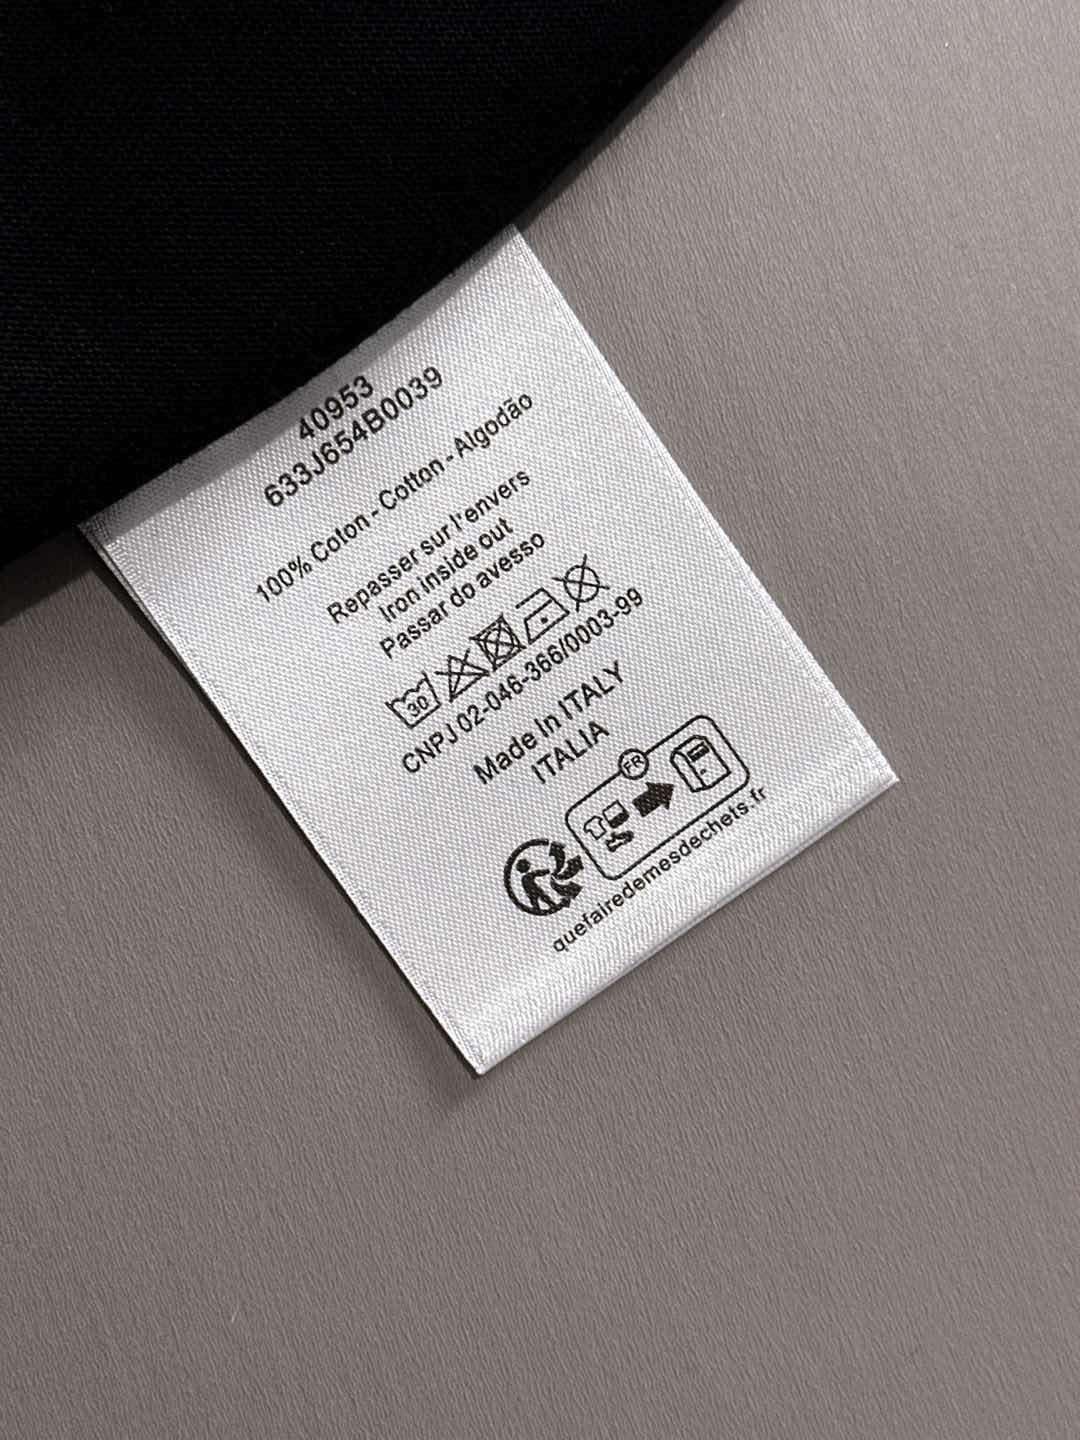 40953
633J654B0039
100% Coton - Cotton - Algodão
Repasser sur l'envers
Iron inside out
Passar do avesso
30
CNPJ 02-046-366/0003-99
Made in ITALY
ITALIA
FR
quefairedemesdechets.fr